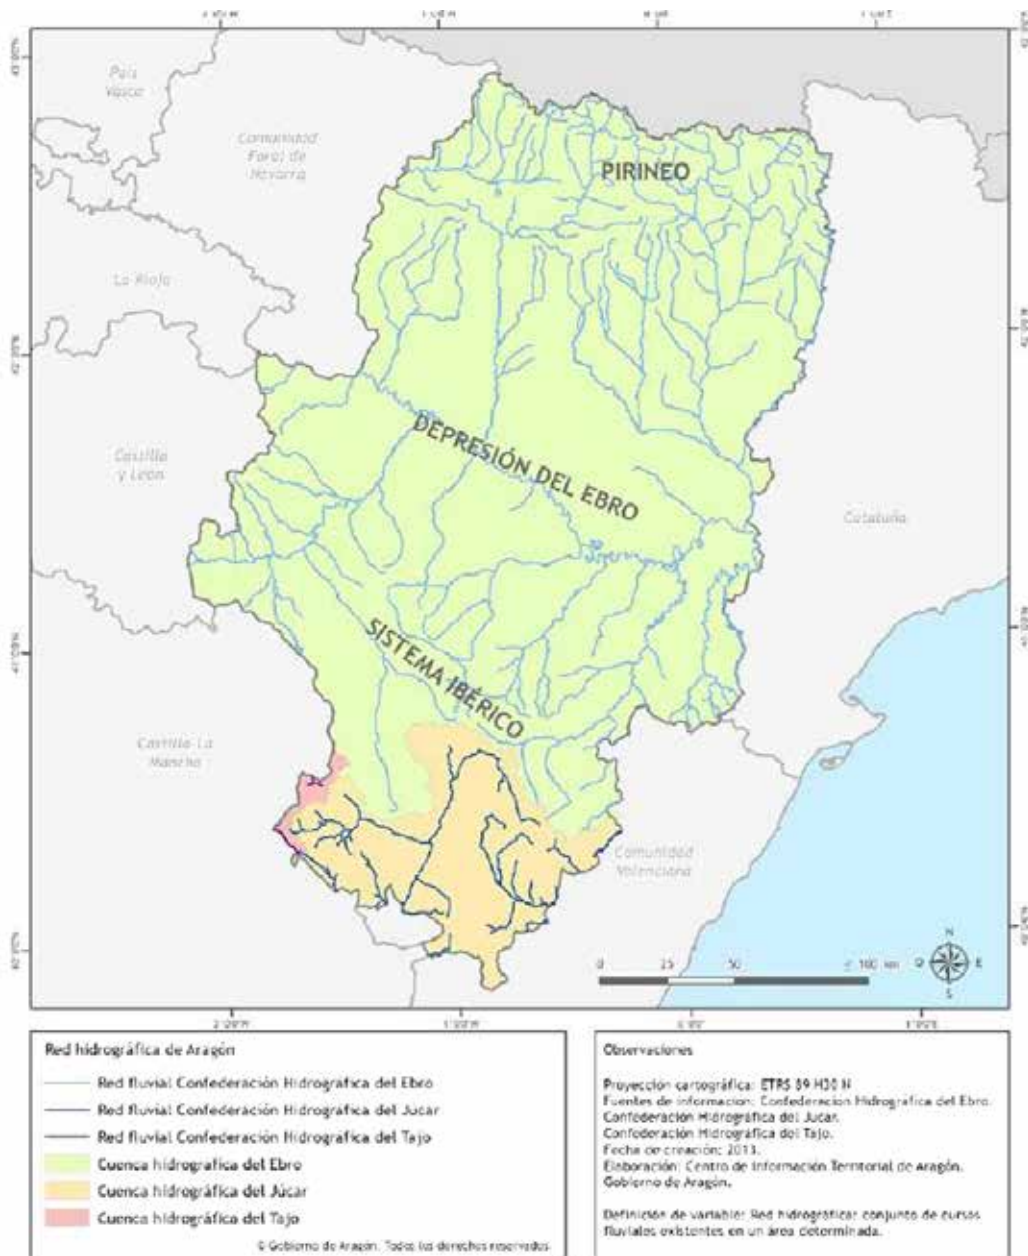 País
Vasco
Comunidad
Foral de
Navarra
PIRINEO
La Rioja
Castilla
y León
DEPRESIÓN DEL EBRO
Cataluña
SISTEMA IBÉRICO
Castilla-La
Mancha
Comunidad
Valenciana
N
O E
S
0 25 50 100 km
Red hidrográfica de Aragón
Red fluvial Confederación Hidrográfica del Ebro
Red fluvial Confederación Hidrográfica del Júcar
Red fluvial Confederación Hidrográfica del Tajo
Cuenca hidrográfica del Ebro
Cuenca hidrográfica del Júcar
Cuenca hidrográfica del Tajo
© Gobierno de Aragón. Todos los derechos reservados
Observaciones
Proyección cartográfica: ETRS 89 H30 N
Fuentes de información: Confederación Hidrográfica del Ebro.
Confederación Hidrográfica del Júcar.
Confederación Hidrográfica del Tajo.
Fecha de creación: 2013.
Elaboración: Centro de Información Territorial de Aragón.
Gobierno de Aragón.
Definición de variable: Red hidrográfica: conjunto de cursos
fluviales existentes en un área determinada.